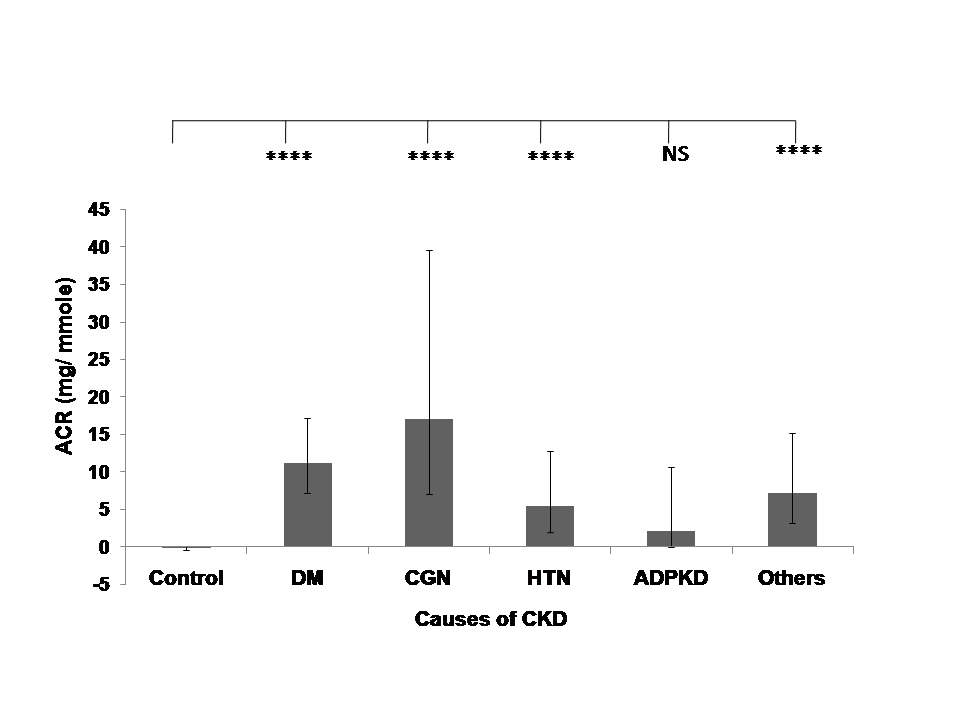 **** **** **** NS ****
45
40
35
30
25
20
15
10
5
0
-5
ACR (mg/ mmole)
Control DM CGN HTN ADPKD Others
Causes of CKD